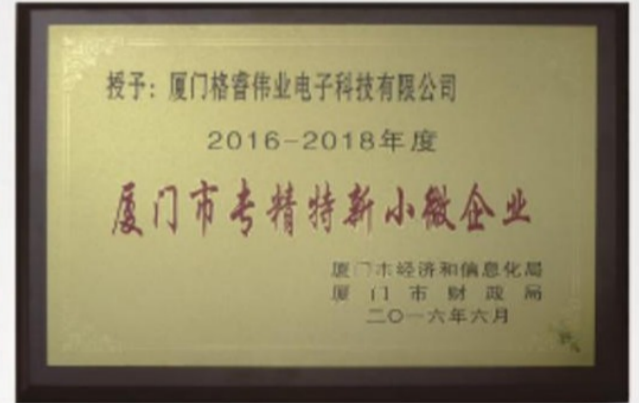 授予：厦门格睿伟业电子科技有限公司
2016-2018年度
厦门市专精特新小微企业
厦门市经济和信息化局
厦门市财政局
二〇一六年六月